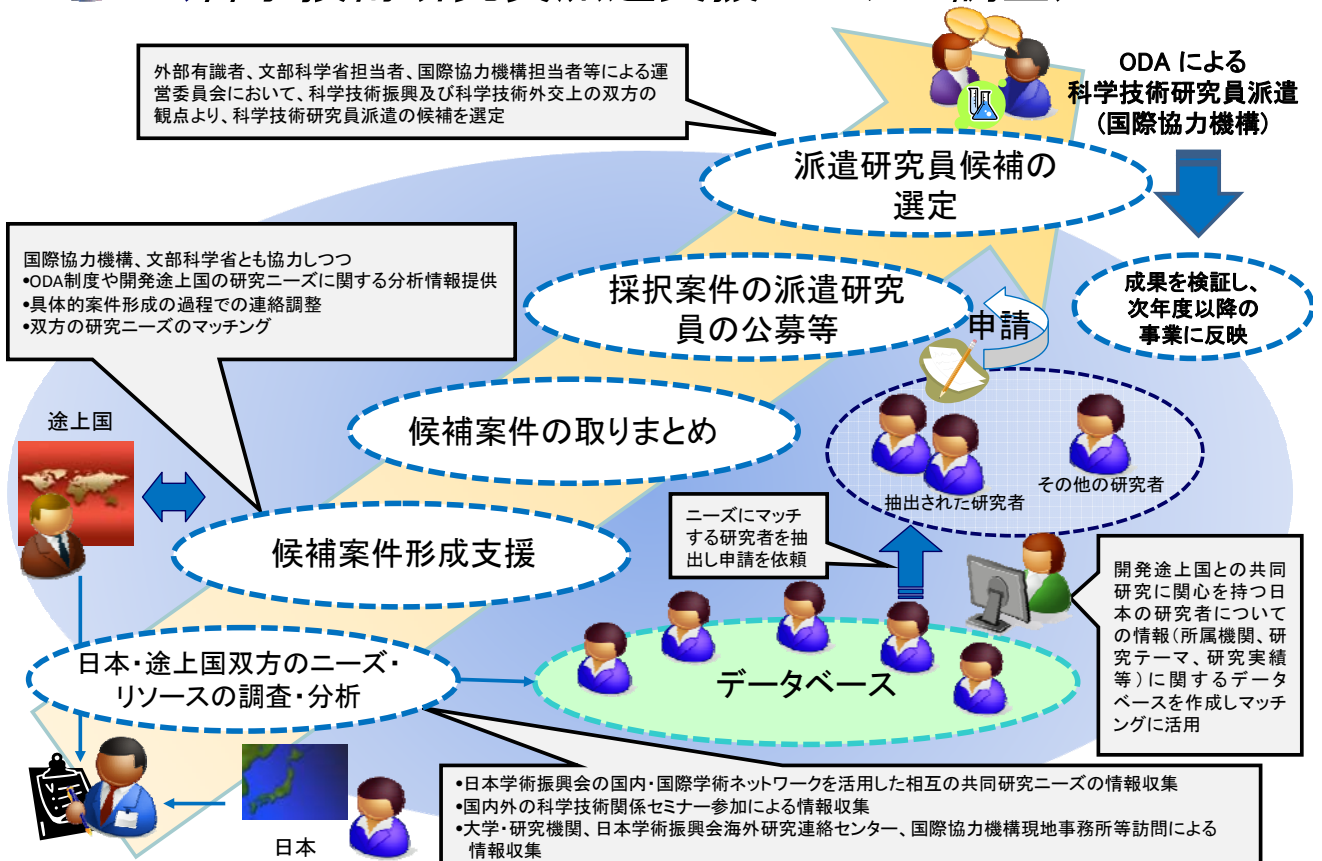 外部有識者、文部科学省担当者、国際協力機構担当者等による運
営委員会において、科学技術振興及び科学技術外交上の双方の
観点より、科学技術研究員派遣の候補を選定
ODA による
科学技術研究員派遣
(国際協力機構)
派遣研究員候補の
選定
国際協力機構、文部科学省とも協力しつつ
•ODA制度や開発途上国の研究ニーズに関する分析情報提供
•具体的案件形成の過程での連絡調整
•双方の研究ニーズのマッチング
採択案件の派遣研究
員の公募等
申請
成果を検証し、
次年度以降の
事業に反映
途上国
候補案件の取りまとめ
抽出された研究者
その他の研究者
候補案件形成支援
ニーズにマッチ
する研究者を抽
出し申請を依頼
開発途上国との共同
研究に関心を持つ日
本の研究者について
の情報(所属機関、研
究テーマ、研究実績
等)に関するデータ
ベースを作成しマッチ
ングに活用
日本・途上国双方のニーズ・
リソースの調査・分析
データベース
日本
•日本学術振興会の国内・国際学術ネットワークを活用した相互の共同研究ニーズの情報収集
•国内外の科学技術関係セミナー参加による情報収集
•大学・研究機関、日本学術振興会海外研究連絡センター、国際協力機構現地事務所等訪問による
情報収集